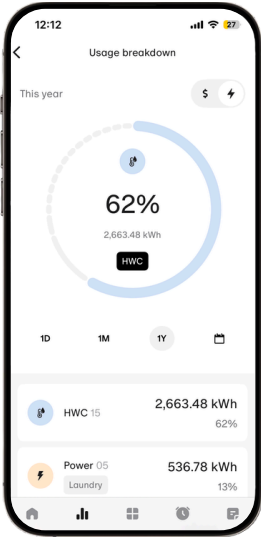 12:12
27
Usage breakdown
This year
$
62%
2,663.48 kWh
HWC
1D
1M
1Y
HWC 15
2,663.48 kWh
62%
Power 05
536.78 kWh
Laundry
13%